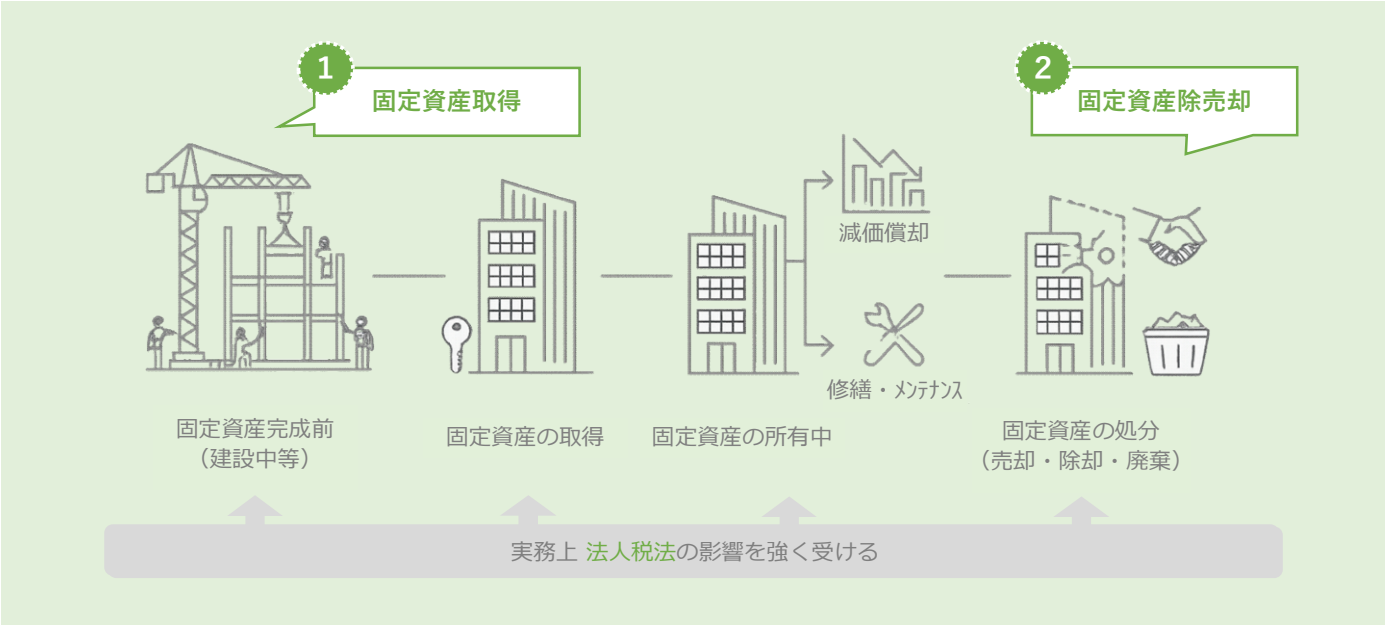 1
固定資産取得
2
固定資産除売却
減価償却
修繕・ﾒﾝﾃﾅﾝｽ
固定資産完成前
（建設中等）
固定資産の取得
固定資産の所有中
固定資産の処分
（売却・除却・廃棄）
実務上 法人税法の影響を強く受ける